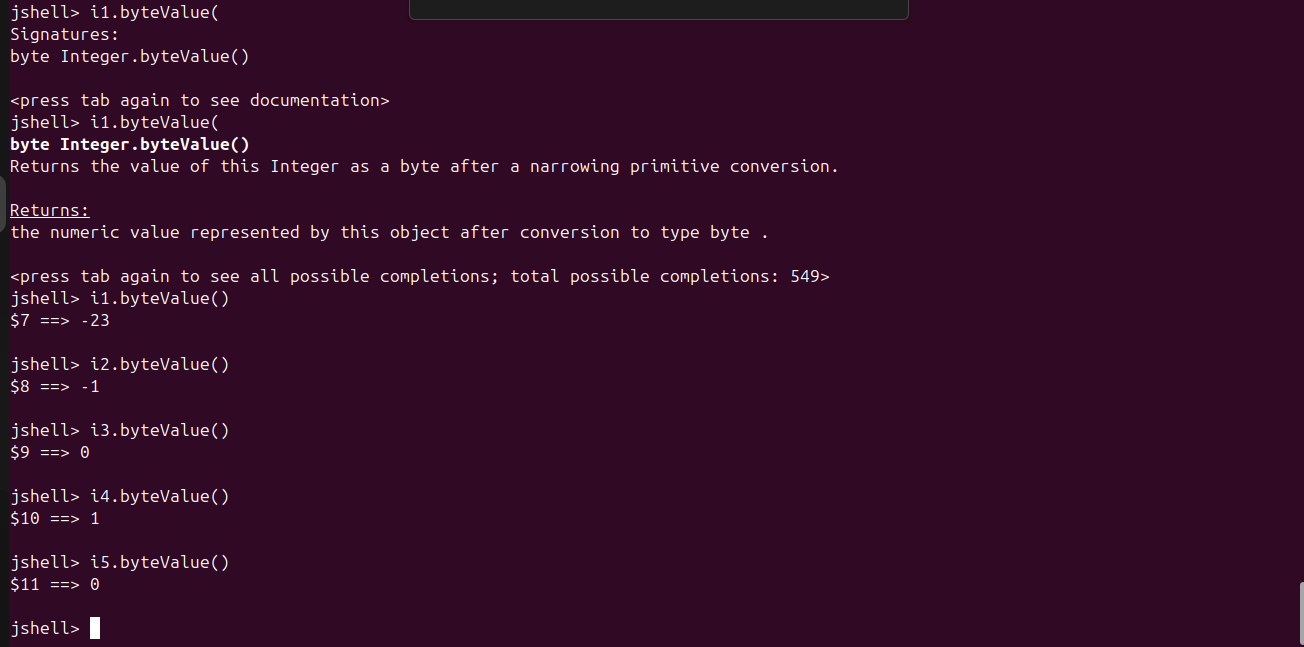 jshell> i1.byteValue(
Signatures:
byte Integer.byteValue()
<press tab again to see documentation>
jshell> i1.byteValue(
byte Integer.byteValue()
Returns the value of this Integer as a byte after a narrowing primitive conversion.
Returns:
the numeric value represented by this object after conversion to type byte .
<press tab again to see all possible completions; total possible completions: 549>
jshell> i1.byteValue()
$7 ==> -23
jshell> i2.byteValue()
$8 ==> -1
jshell> i3.byteValue()
$9 ==> 0
jshell> i4.byteValue()
$10 ==> 1
jshell> i5.byteValue()
$11 ==> 0
jshell>